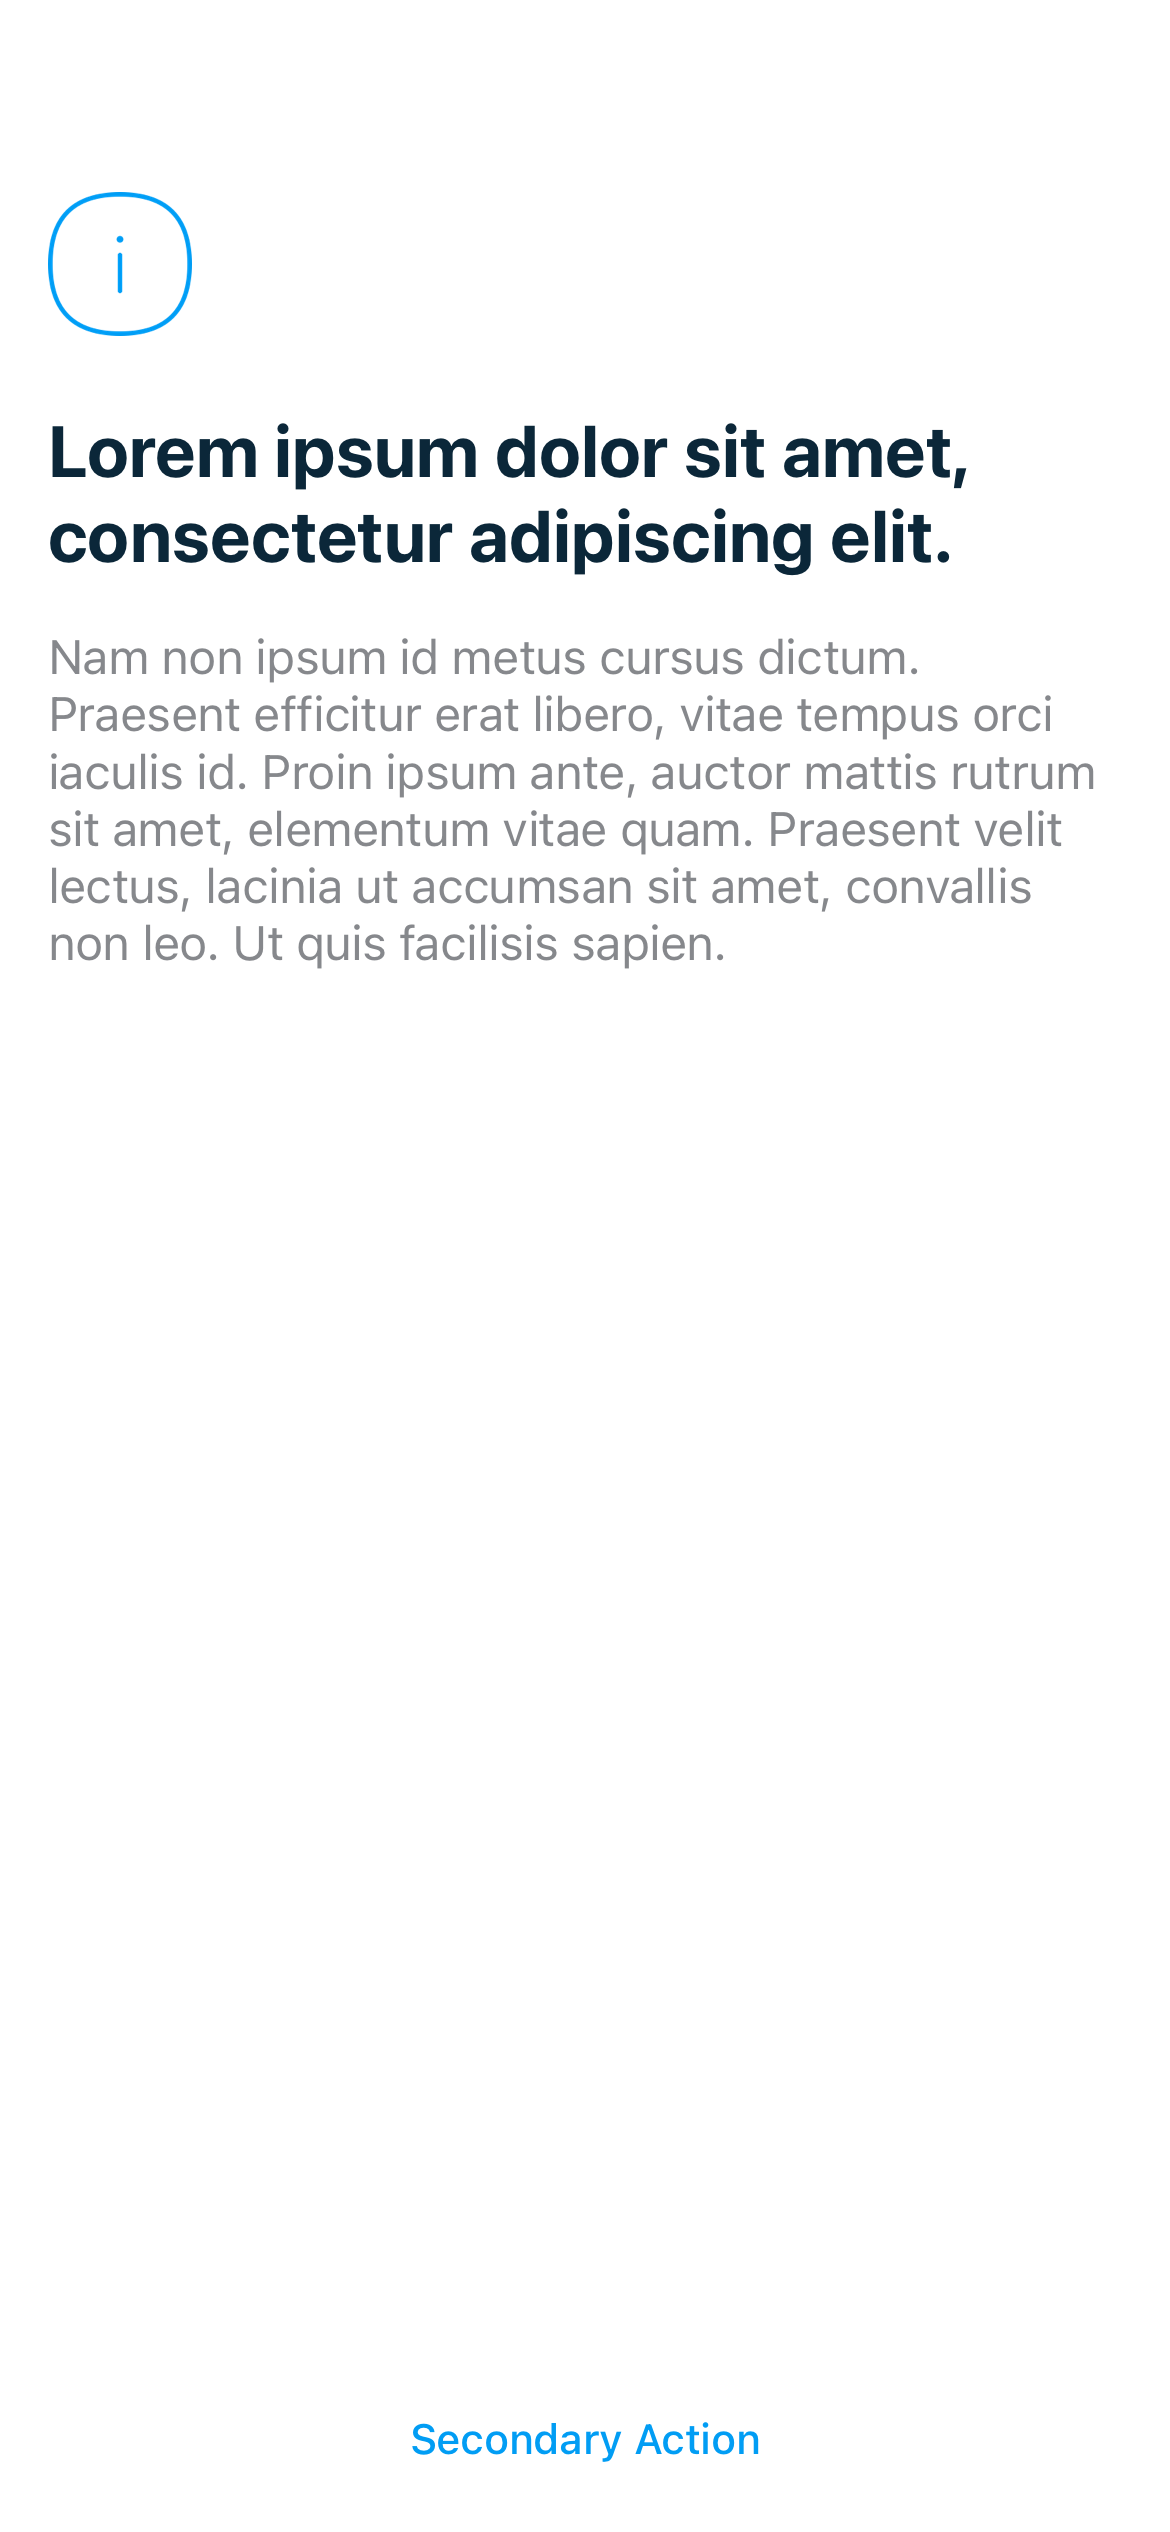 Lorem ipsum dolor sit amet,
consectetur adipiscing elit.
Nam non ipsum id metus cursus dictum.
Praesent efficitur erat libero, vitae tempus orci
iaculis id. Proin ipsum ante, auctor mattis rutrum
sit amet, elementum vitae quam. Praesent velit
lectus, lacinia ut accumsan sit amet, convallis
non leo. Ut quis facilisis sapien.
Secondary Action